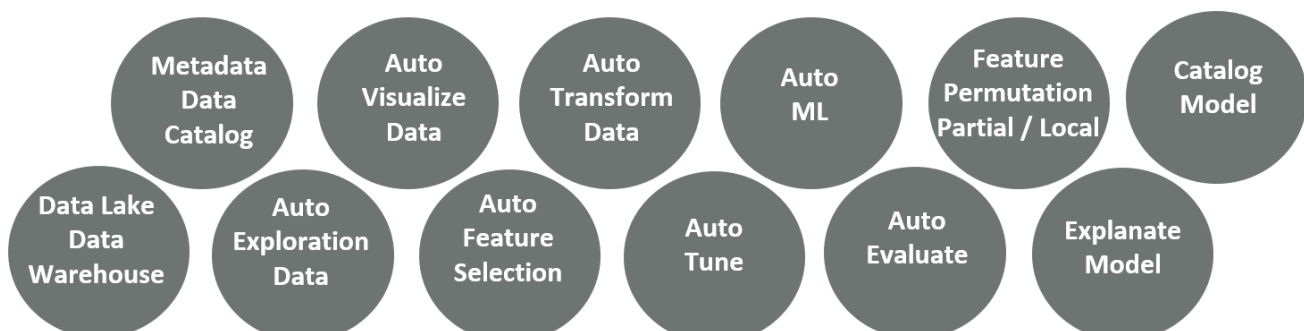 Metadata
Data
Catalog
Auto
Visualize
Data
Auto
Transform
Data
Auto
ML
Feature
Permutation
Partial / Local
Catalog
Model
Data Lake
Data
Warehouse
Auto
Exploration
Data
Auto
Feature
Selection
Auto
Tune
Auto
Evaluate
Explanate
Model